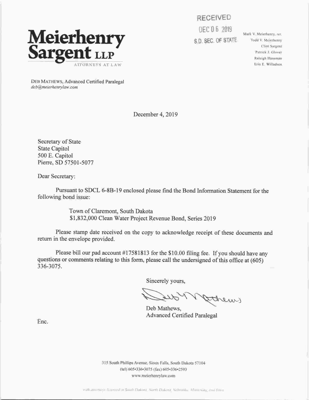 Meierhenry
Sargent LLP
ATTORNEYS AT LAW
RECEIVED
DEC 06 2019
S.D. SEC. OF STATE
Mark V. Meierhenry
Todd V. Meierhenry
Clint Sargent
Patrick J. Glover
Raleigh Hansman
DEB MATHEWS, Advanced Certified Paralegal
deb@meierhenrylaw.com
December 4, 2019
Secretary of State
State Capitol
500 E. Capitol
Pierre, SD 57501-5077
Dear Secretary:
Pursuant to SDCL 6-8B-19 enclosed please find the Bond Information Statement for the
following bond issue:
Town of Claremont, South Dakota
$1,832,000 Clean Water Project Revenue Bond, Series 2019
Please stamp date received on the copy to acknowledge receipt of these documents and
return in the envelope provided.
Please bill our pad account #17581813 for the $10.00 filing fee. If you should have any
questions or comments relating to this form, please call the undersigned of this office at (605)
336-3075.
Sincerely yours,
Deb Mathews
Deb Mathews,
Advanced Certified Paralegal
Enc.
315 South Phillips Avenue, Sioux Falls, South Dakota 57104
(tel) 605-336-3075 (fax) 605-336-2593
www.meierhenrylaw.com